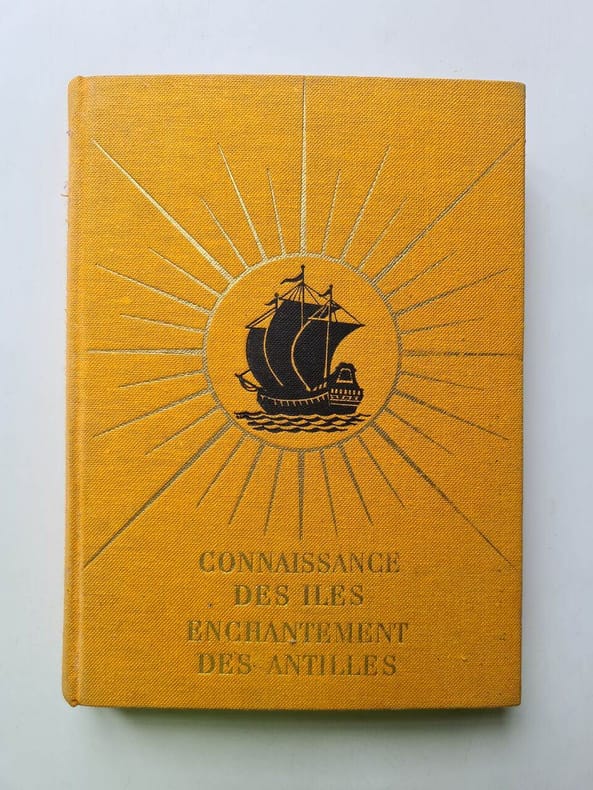 CONNAISSANCE
DES ILES
ENCHANTEMENT
DES ANTILLES